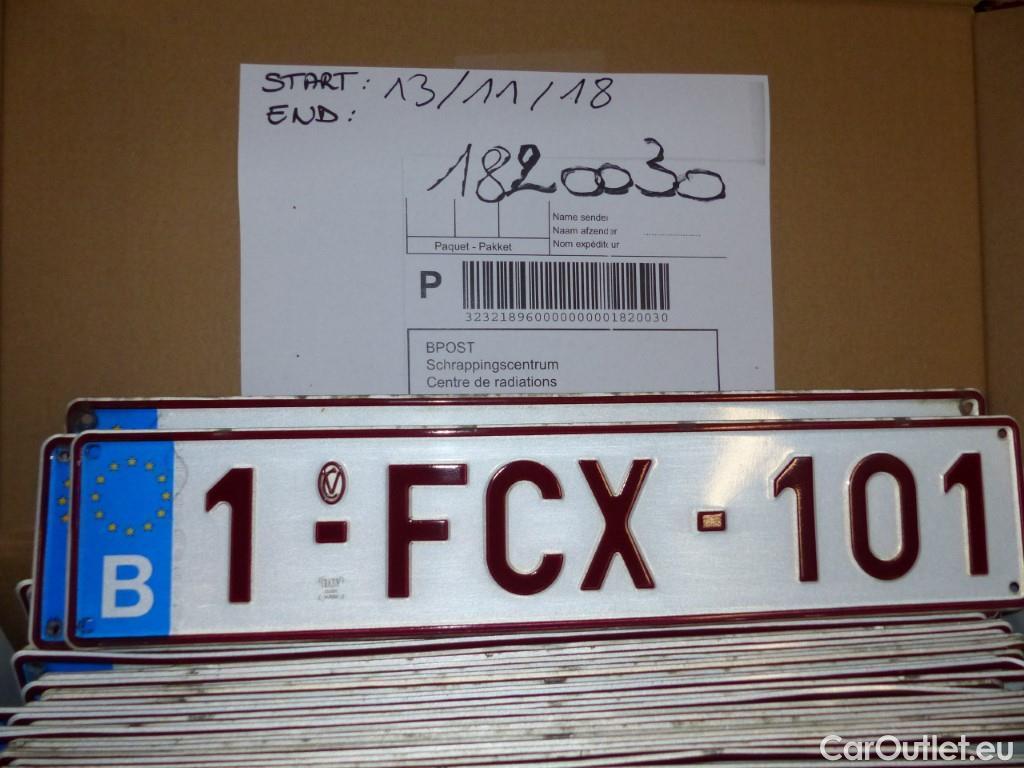 START: 13/11/18
END:
1820030
Name sender
Naam afzender
Nom expéditeur
Paquet - Pakket
P
323218960000000001820030
BPOST
Schrappingscentrum
Centre de radiations
B 1-FCX-101
CarOutlet.eu